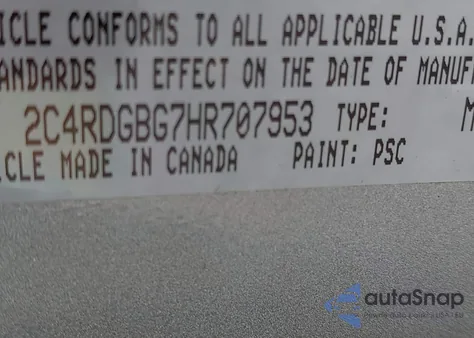 ICLE CONFORMS TO ALL APPLICABLE U.S.A.
ANDARDS IN EFFECT ON THE DATE OF MANUF
2C4RDGBG7HR707953 TYPE: M
CLE MADE IN CANADA PAINT: PSC
autaSnap